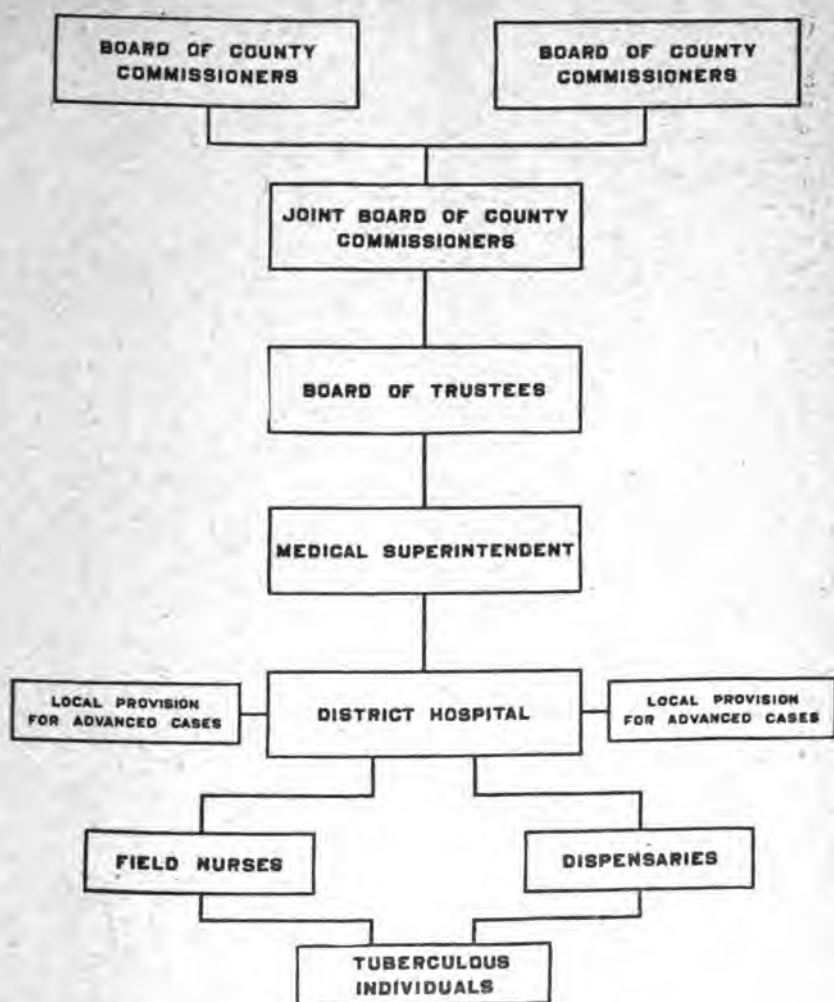 BOARD OF COUNTY
COMMISSIONERS
BOARD OF COUNTY
COMMISSIONERS
JOINT BOARD OF COUNTY
COMMISSIONERS
BOARD OF TRUSTEES
MEDICAL SUPERINTENDENT
LOCAL PROVISION
FOR ADVANCED CASES
DISTRICT HOSPITAL
LOCAL PROVISION
FOR ADVANCED CASES
FIELD NURSES
DISPENSARIES
TUBERCULOUS
INDIVIDUALS